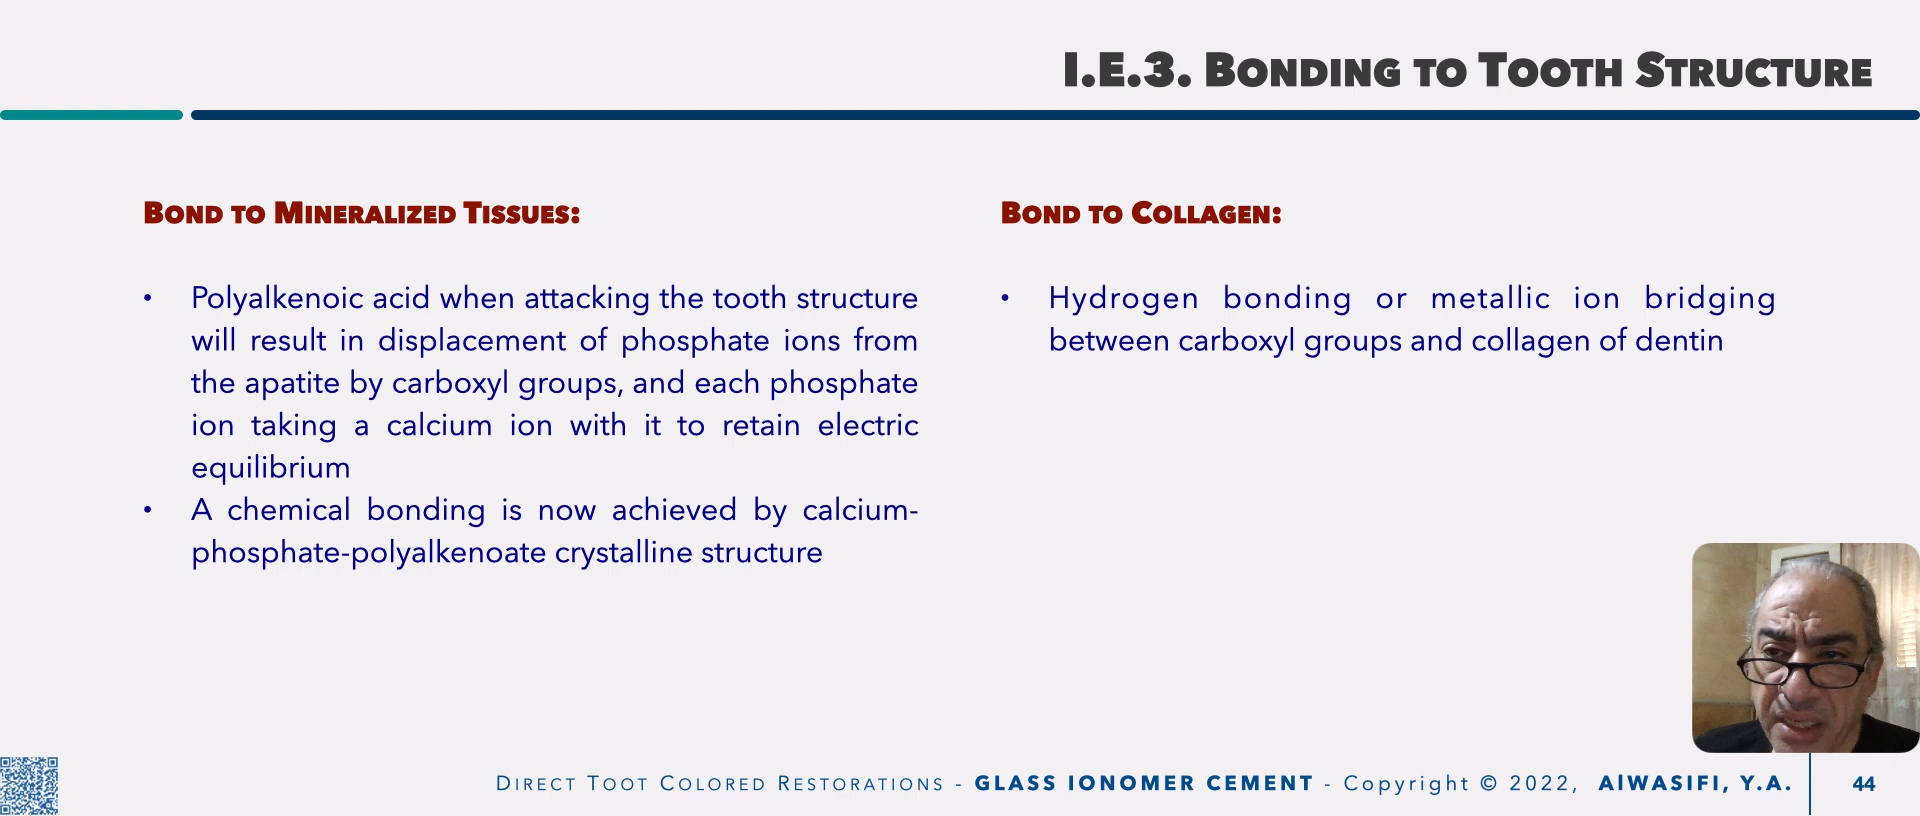 I.E.3. Bonding to Tooth Structure
Bond to Mineralized Tissues:
• Polyalkenoic acid when attacking the tooth structure
will result in displacement of phosphate ions from
the apatite by carboxyl groups, and each phosphate
ion taking a calcium ion with it to retain electric
equilibrium
• A chemical bonding is now achieved by calcium-
phosphate-polyalkenoate crystalline structure
Bond to Collagen:
• Hydrogen bonding or metallic ion bridging
between carboxyl groups and collagen of dentin
Direct Toot Colored Restorations - GLASS IONOMER CEMENT - Copyright © 2022, AlWASIFI, Y.A.
44